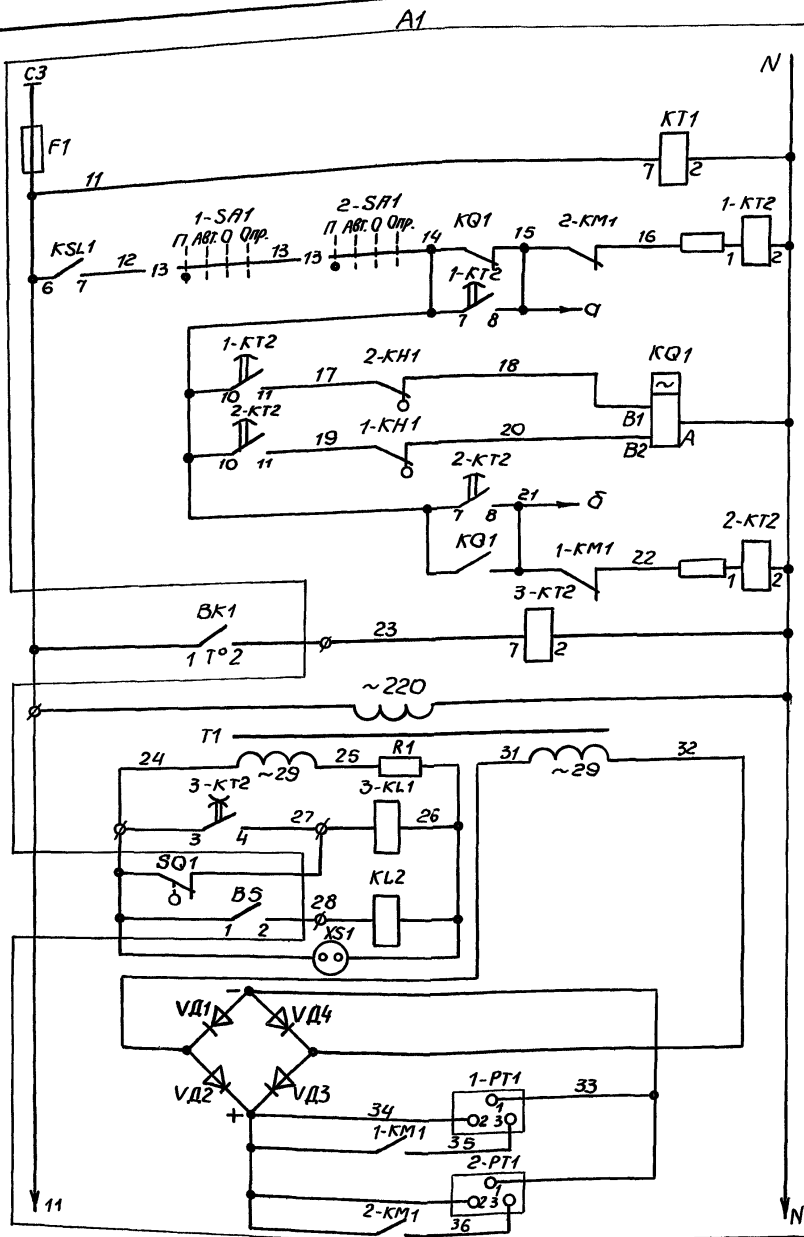 A1
C3
N
F1
KT1
11
7 2
1-SA1
П АВТ. О Опр.
2-SA1
П АВТ. О Опр.
KSL1
6 7
12
13
13
13
14
KQ1
15
2-KM1
16
1-KT2
1 2
1-KT2
7 8
а
1-KT2
10 11
17
2-KH1
18
KQ1
~
B1
B2
A
2-KT2
10 11
19
1-KH1
20
2-KT2
7 8
21
б
KQ1
1-KM1
22
2-KT2
1 2
BK1
1 T° 2
23
3-KT2
7 2
~220
T1
24
~29
25
R1
31
~29
32
3-KT2
3 4
27
3-KL1
26
SQ1
BS
1 2
28
KL2
XS1
VД1
-
VД4
VД2
+
VД3
1-PT1
1
2 3
33
34
1-KM1
35
2-PT1
1
2 3
2-KM1
36
11
N